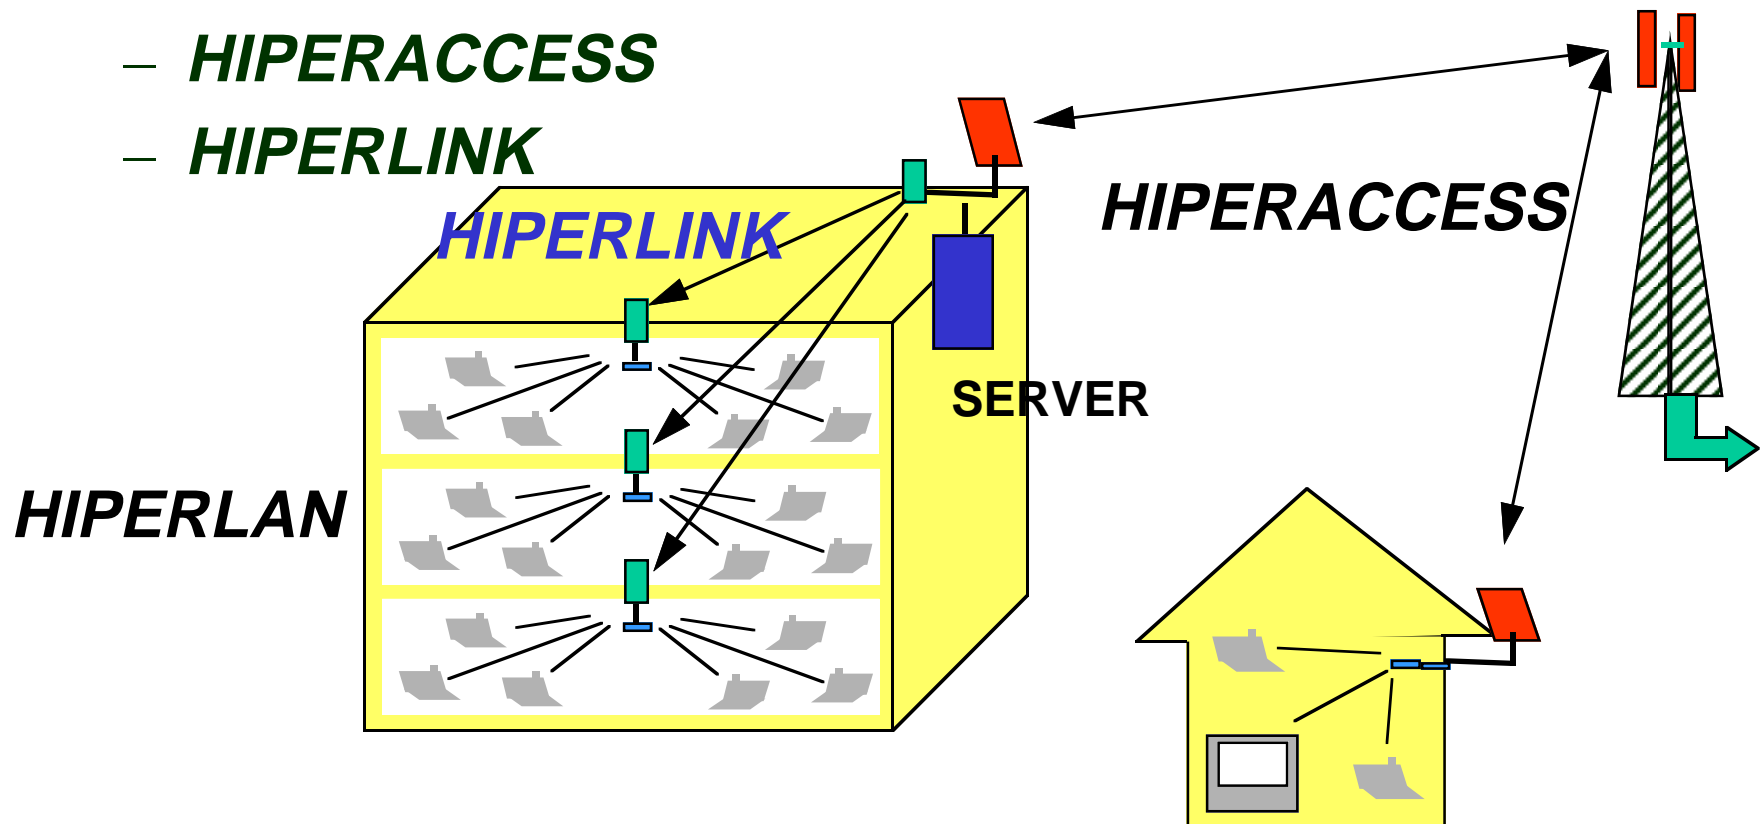 – HIPERACCESS
– HIPERLINK
HIPERACCESS
HIPERLINK
SERVER
HIPERLAN